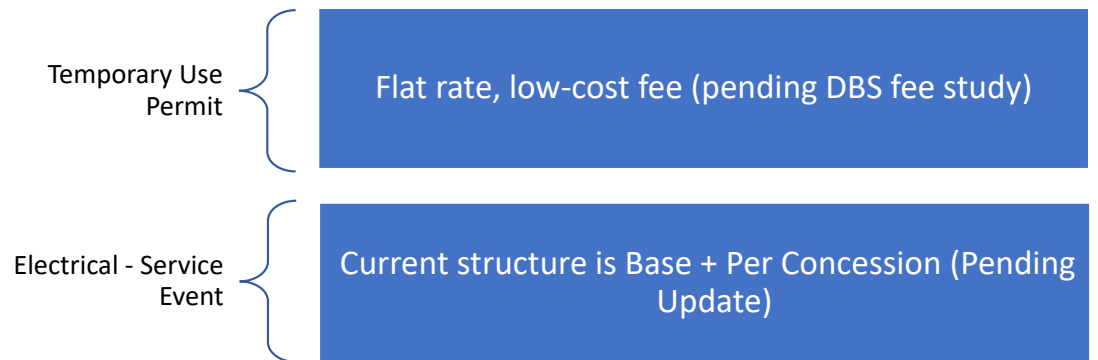 Temporary Use
Permit
Flat rate, low-cost fee (pending DBS fee study)
Electrical - Service
Event
Current structure is Base + Per Concession (Pending
Update)